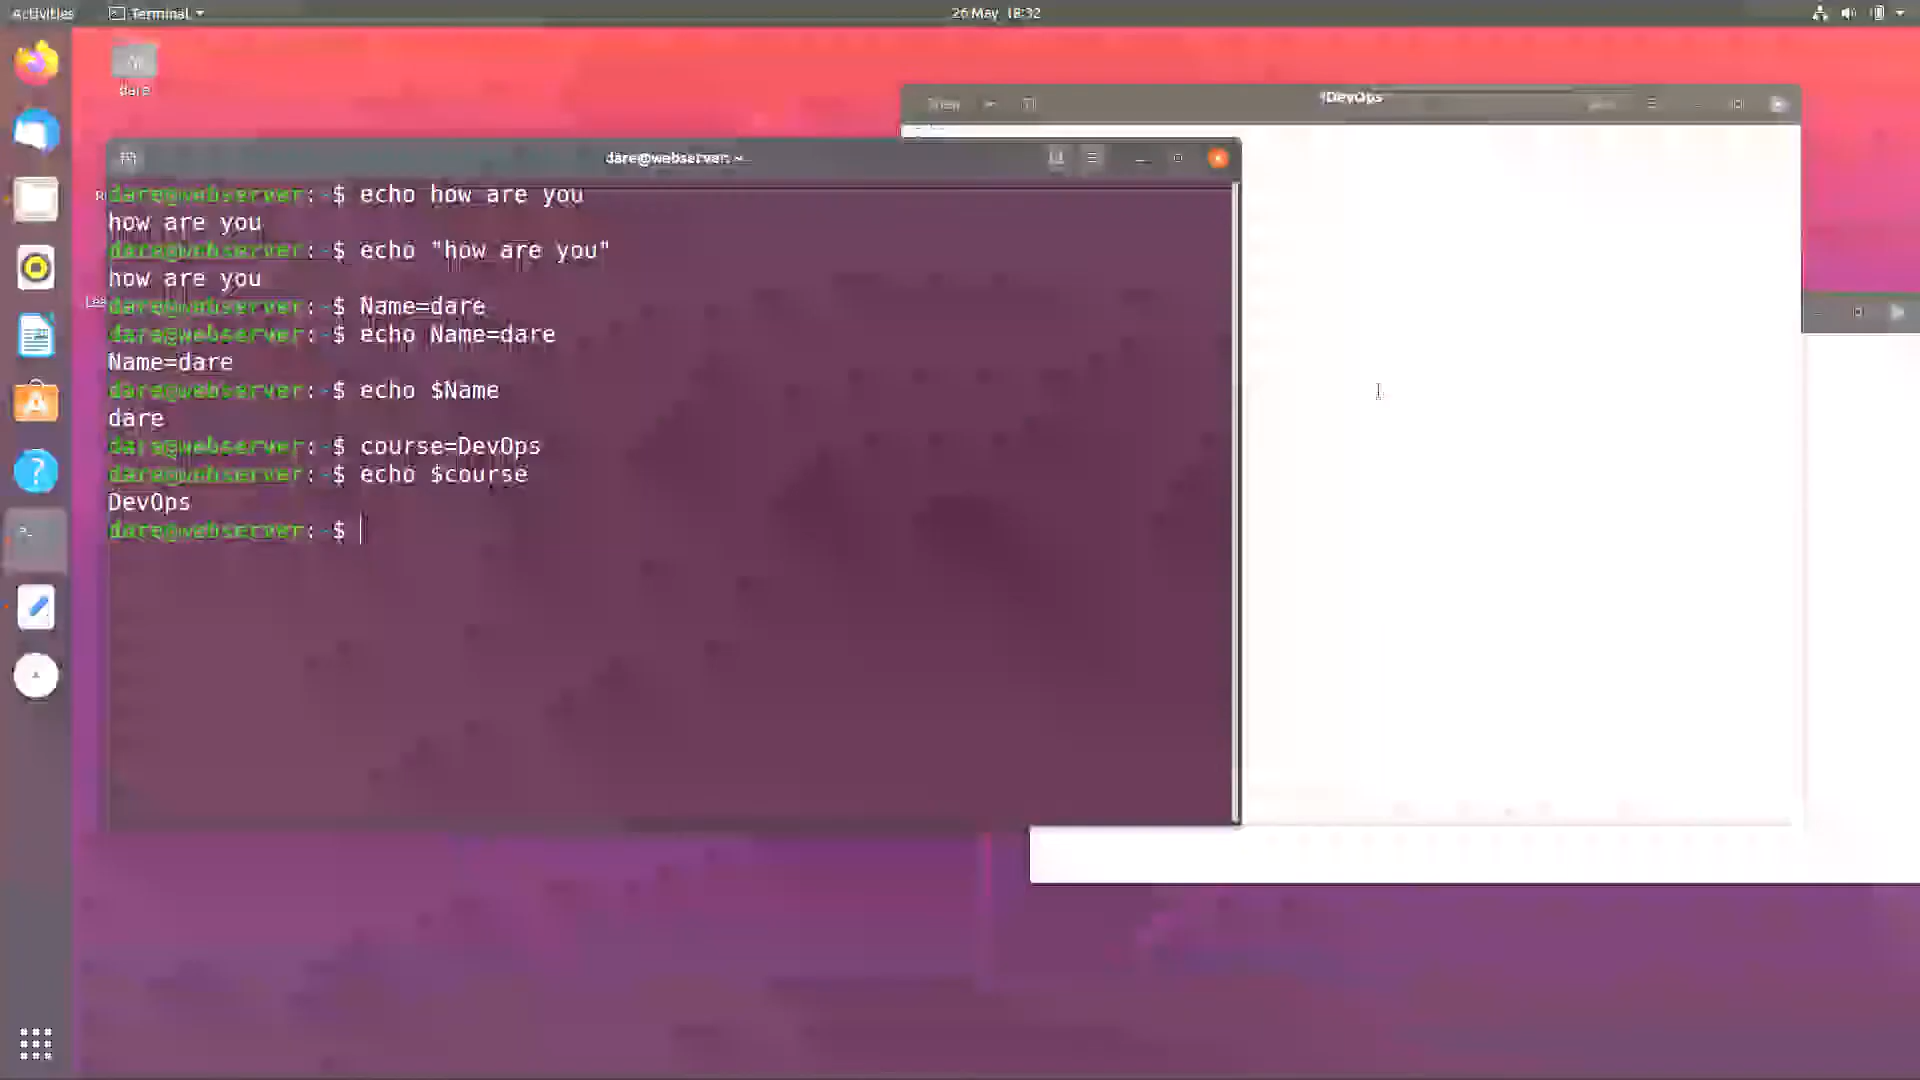 Activities
Terminal
26 May 18:32
dare
DevOps
dare@webserver: ~
dare@webserver:~$ echo how are you
how are you
dare@webserver:~$ echo "how are you"
how are you
dare@webserver:~$ Name=dare
dare@webserver:~$ echo Name=dare
Name=dare
dare@webserver:~$ echo $Name
dare
dare@webserver:~$ course=DevOps
dare@webserver:~$ echo $course
DevOps
dare@webserver:~$